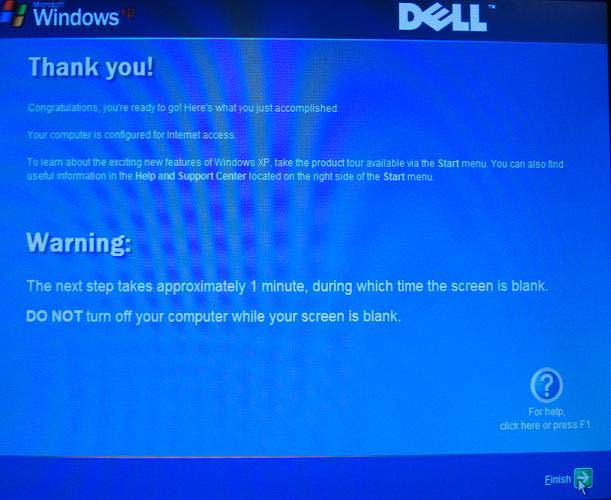 Microsoft
Windows xp
DELL™
Thank you!
Congratulations, you're ready to go! Here's what you just accomplished:
Your computer is configured for Internet access.
To learn about the exciting new features of Windows XP, take the product tour available via the Start menu. You can also find
useful information in the Help and Support Center located on the right side of the Start menu.
Warning:
The next step takes approximately 1 minute, during which time the screen is blank.
DO NOT turn off your computer while your screen is blank.
For help,
click here or press F1.
Finish